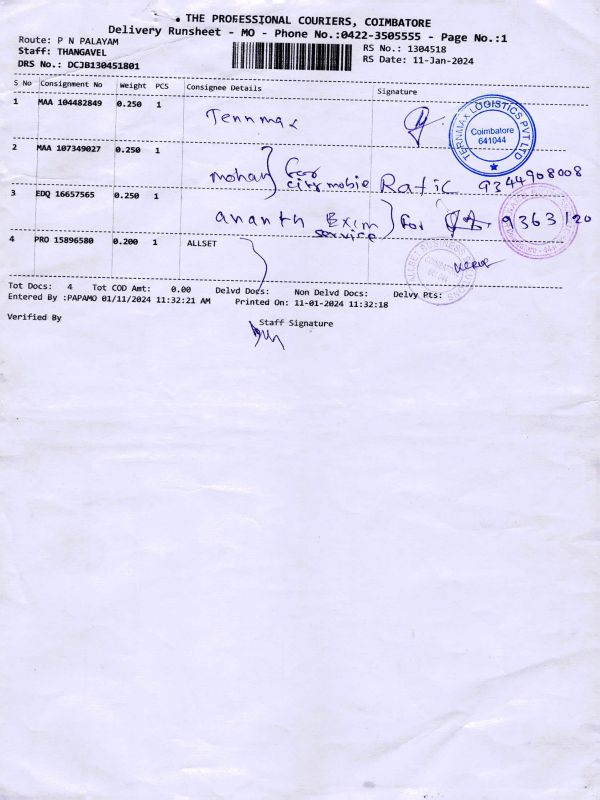 THE PROFESSIONAL COURIERS, COIMBATORE
Delivery Runsheet - MO - Phone No.:0422-3505555 - Page No.:1
Route: P N PALAYAM
RS No.: 1304518
Staff: THANGAVEL
RS Date: 11-Jan-2024
DRS No.: DCJB130451801
S No Consignment No Weight PCS Consignee Details Signature
1 MAA 104482849 0.250 1 Tennmax
TERNMAX LOGISTICS PVT LTD
Coimbatore
641044
2 MAA 107349027 0.250 1
mohan } for
city mobie Rafic 9344908008
3 EDQ 16657565 0.250 1
ananth Exim } for 9363120
service
4 PRO 15896580 0.200 1 ALLSET
Tot Docs: 4 Tot COD Amt: 0.00 Delvd Docs: Non Delvd Docs: Delvy Pts:
Entered By :PAPAMO 01/11/2024 11:32:21 AM Printed On: 11-01-2024 11:32:18
Verified By
Staff Signature